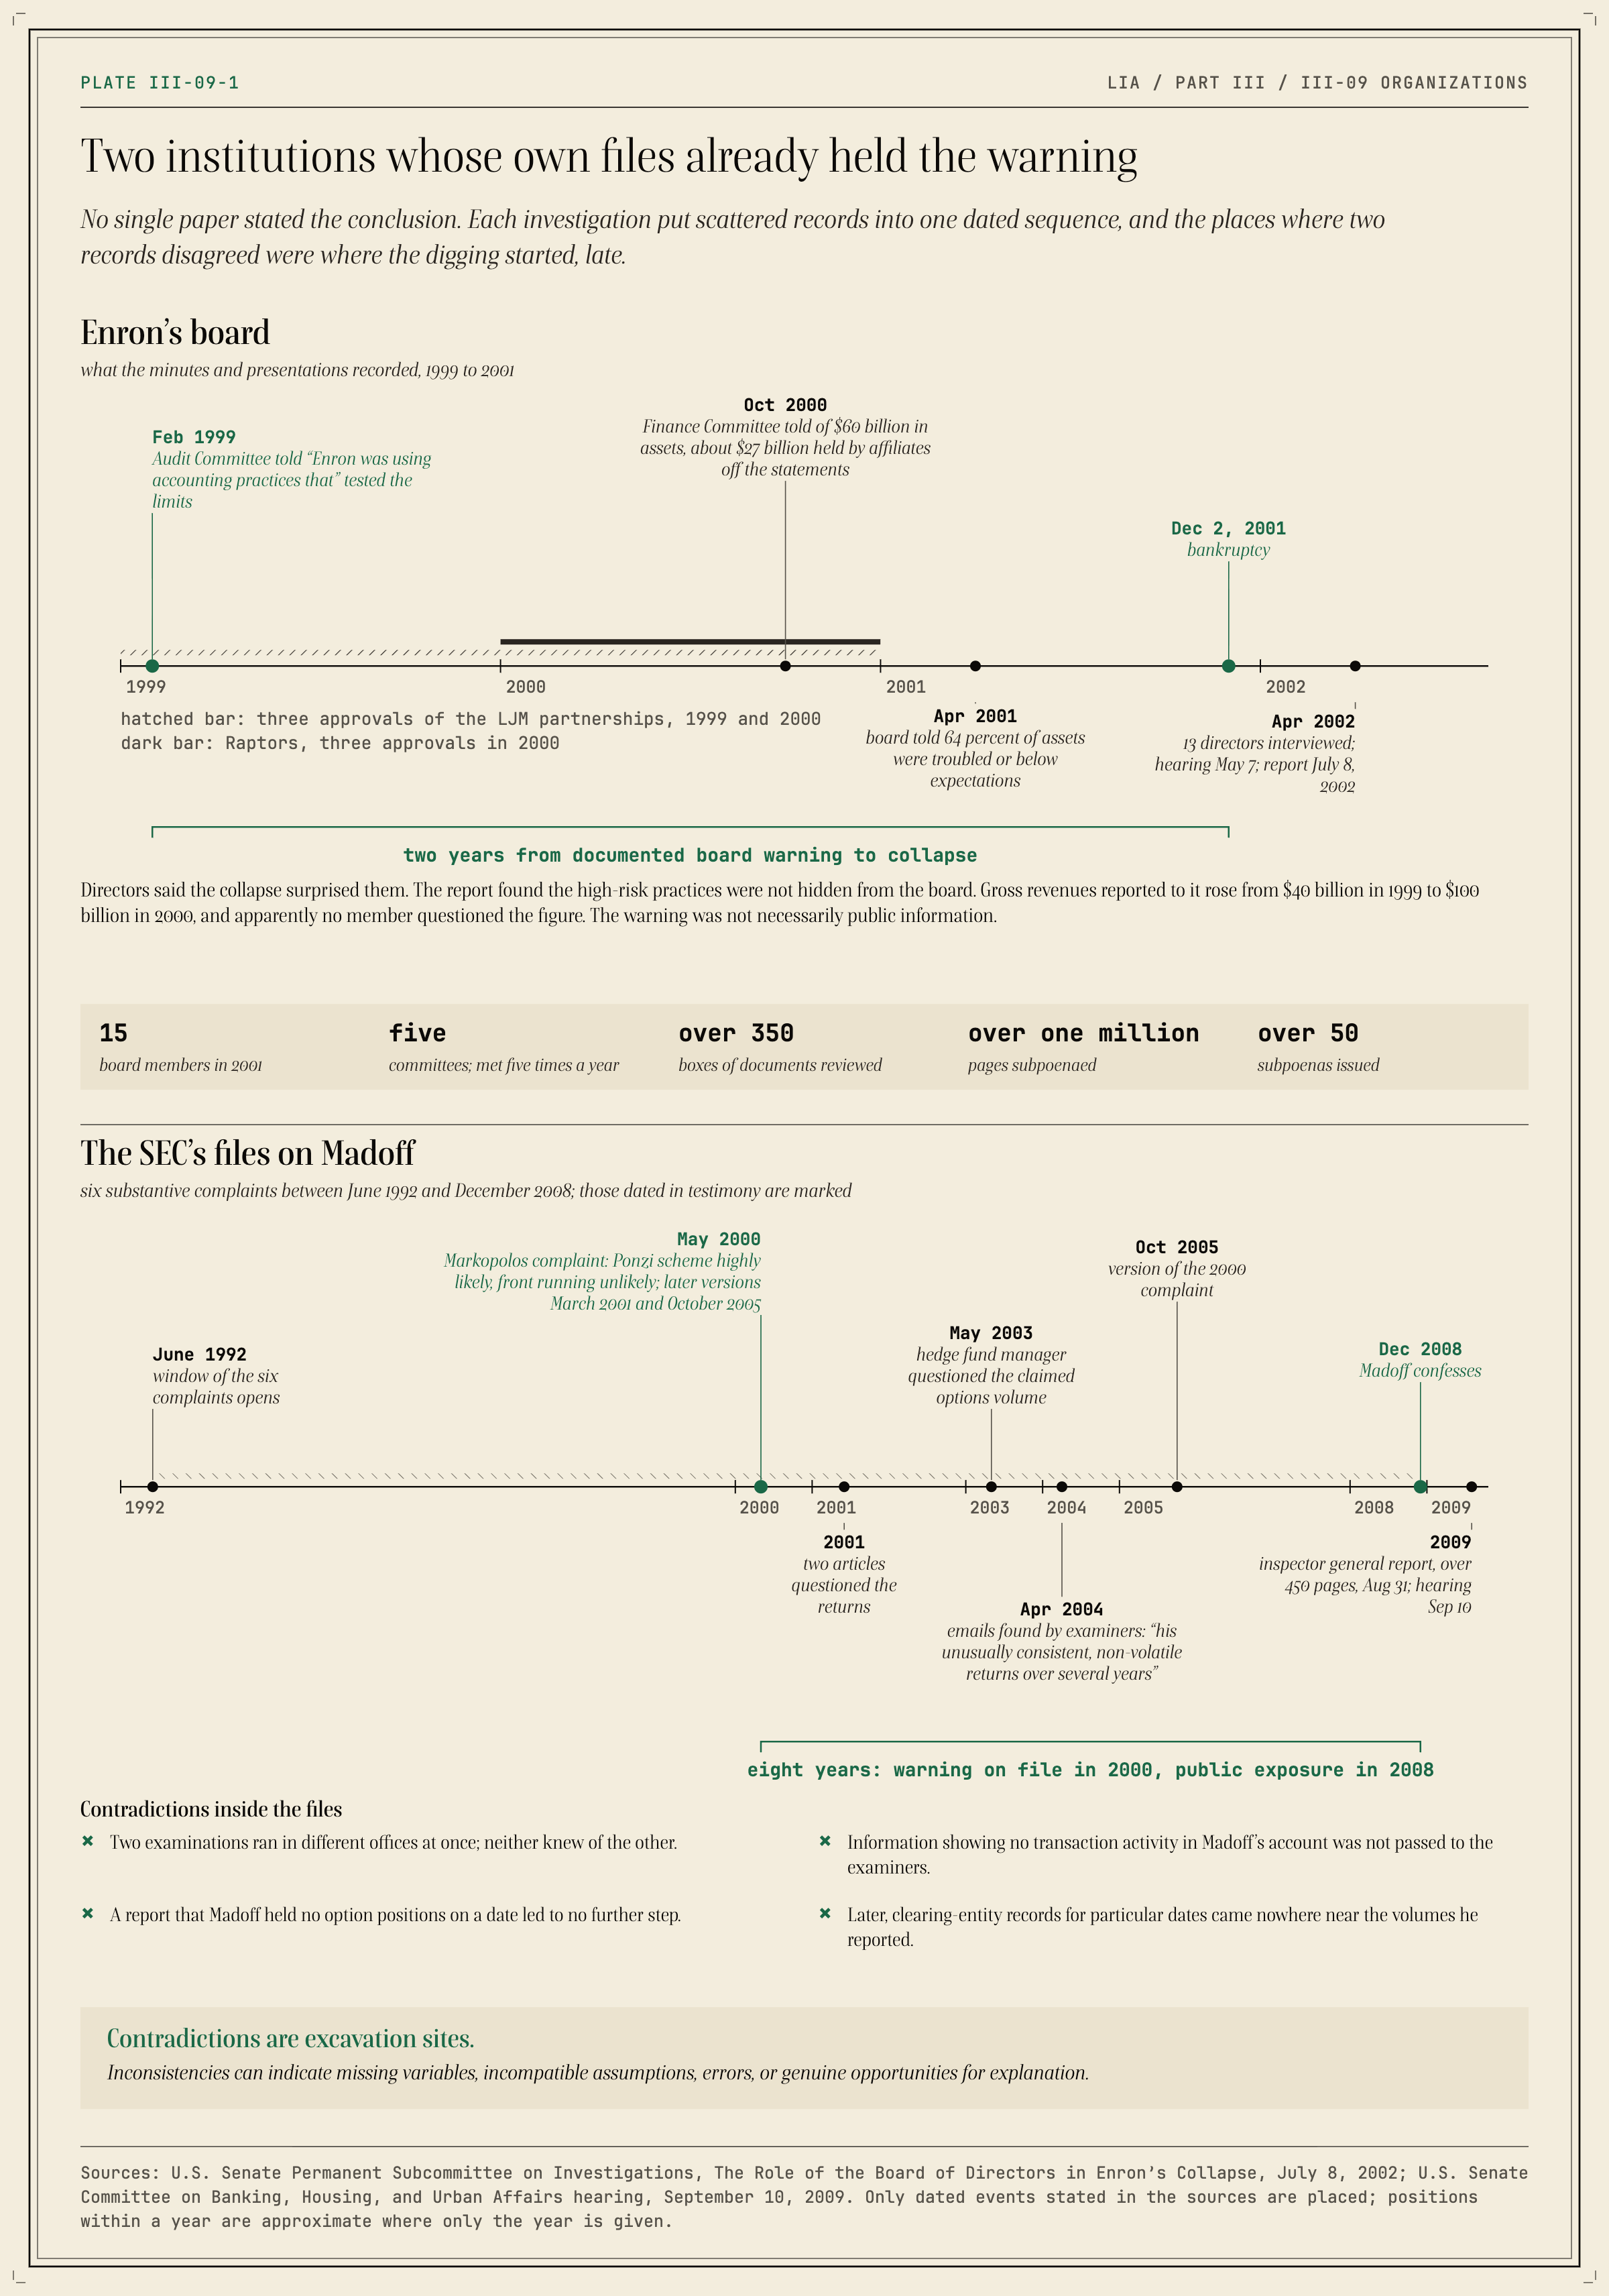 PLATE III-09-1
LIA / PART III / III-09 ORGANIZATIONS
Two institutions whose own files already held the warning
No single paper stated the conclusion. Each investigation put scattered records into one dated sequence, and the places where two
records disagreed were where the digging started, late.
Enron’s board
what the minutes and presentations recorded, 1999 to 2001
Oct 2000
Finance Committee told of $60 billion in
assets, about $27 billion held by affiliates
off the statements
Feb 1999
Audit Committee told “Enron was using
accounting practices that” tested the
limits
Dec 2, 2001
bankruptcy
1999
2000
2001
2002
hatched bar: three approvals of the LJM partnerships, 1999 and 2000
dark bar: Raptors, three approvals in 2000
Apr 2001
board told 64 percent of assets
were troubled or below
expectations
Apr 2002
13 directors interviewed;
hearing May 7; report July 8,
2002
two years from documented board warning to collapse
Directors said the collapse surprised them. The report found the high-risk practices were not hidden from the board. Gross revenues reported to it rose from $40 billion in 1999 to $100
billion in 2000, and apparently no member questioned the figure. The warning was not necessarily public information.
15
board members in 2001
five
committees; met five times a year
over 350
boxes of documents reviewed
over one million
pages subpoenaed
over 50
subpoenas issued
The SEC’s files on Madoff
six substantive complaints between June 1992 and December 2008; those dated in testimony are marked
May 2000
Markopolos complaint: Ponzi scheme highly
likely, front running unlikely; later versions
March 2001 and October 2005
Oct 2005
version of the 2000
complaint
May 2003
hedge fund manager
questioned the claimed
options volume
June 1992
window of the six
complaints opens
Dec 2008
Madoff confesses
1992
2000
2001
2003
2004
2005
2008
2009
2001
two articles
questioned the
returns
Apr 2004
emails found by examiners: “his
unusually consistent, non-volatile
returns over several years”
2009
inspector general report, over
450 pages, Aug 31; hearing
Sep 10
eight years: warning on file in 2000, public exposure in 2008
Contradictions inside the files
Two examinations ran in different offices at once; neither knew of the other.
Information showing no transaction activity in Madoff’s account was not passed to the
examiners.
A report that Madoff held no option positions on a date led to no further step.
Later, clearing-entity records for particular dates came nowhere near the volumes he
reported.
Contradictions are excavation sites.
Inconsistencies can indicate missing variables, incompatible assumptions, errors, or genuine opportunities for explanation.
Sources: U.S. Senate Permanent Subcommittee on Investigations, The Role of the Board of Directors in Enron’s Collapse, July 8, 2002; U.S. Senate
Committee on Banking, Housing, and Urban Affairs hearing, September 10, 2009. Only dated events stated in the sources are placed; positions
within a year are approximate where only the year is given.